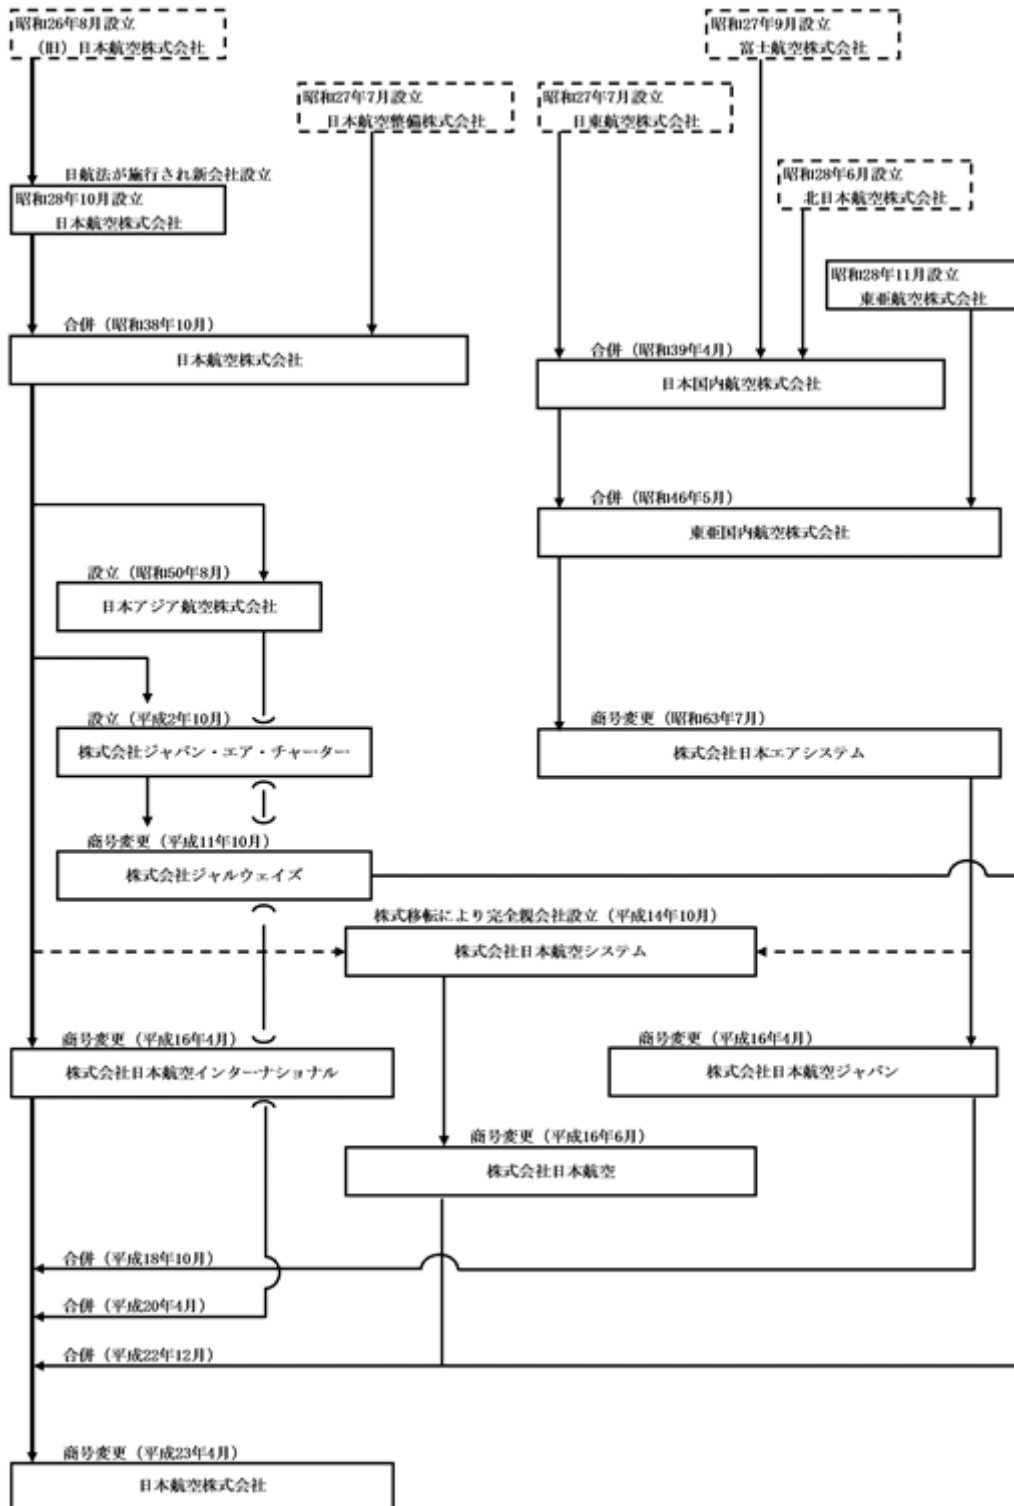 昭和26年8月設立
（旧）日本航空株式会社
昭和27年9月設立
富士航空株式会社
昭和27年7月設立
日本航空整備株式会社
昭和27年7月設立
日東航空株式会社
日航法が施行され新会社設立
昭和28年10月設立
日本航空株式会社
昭和28年6月設立
北日本航空株式会社
昭和28年11月設立
東亜航空株式会社
合併（昭和38年10月）
日本航空株式会社
合併（昭和39年4月）
日本国内航空株式会社
合併（昭和46年5月）
東亜国内航空株式会社
設立（昭和50年8月）
日本アジア航空株式会社
設立（平成2年10月）
株式会社ジャパン・エア・チャーター
商号変更（昭和63年7月）
株式会社日本エアシステム
商号変更（平成11年10月）
株式会社ジャルウェイズ
株式移転により完全親会社設立（平成14年10月）
株式会社日本航空システム
商号変更（平成16年4月）
株式会社日本航空インターナショナル
商号変更（平成16年4月）
株式会社日本航空ジャパン
商号変更（平成16年6月）
株式会社日本航空
合併（平成18年10月）
合併（平成20年4月）
合併（平成22年12月）
商号変更（平成23年4月）
日本航空株式会社